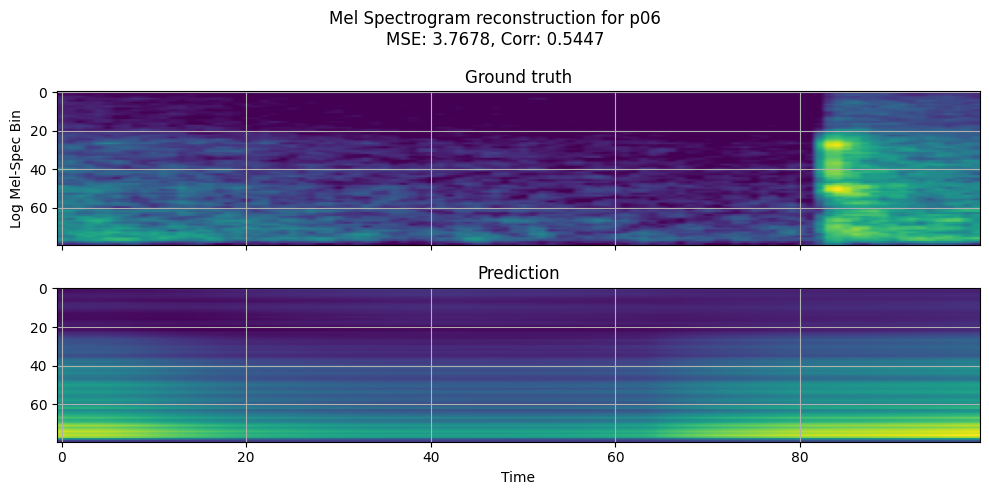 Mel Spectrogram reconstruction for p06
MSE: 3.7678, Corr: 0.5447
Ground truth
Log Mel-Spec Bin
0
20
40
60
Prediction
0
20
40
60
0 20 40 60 80
Time